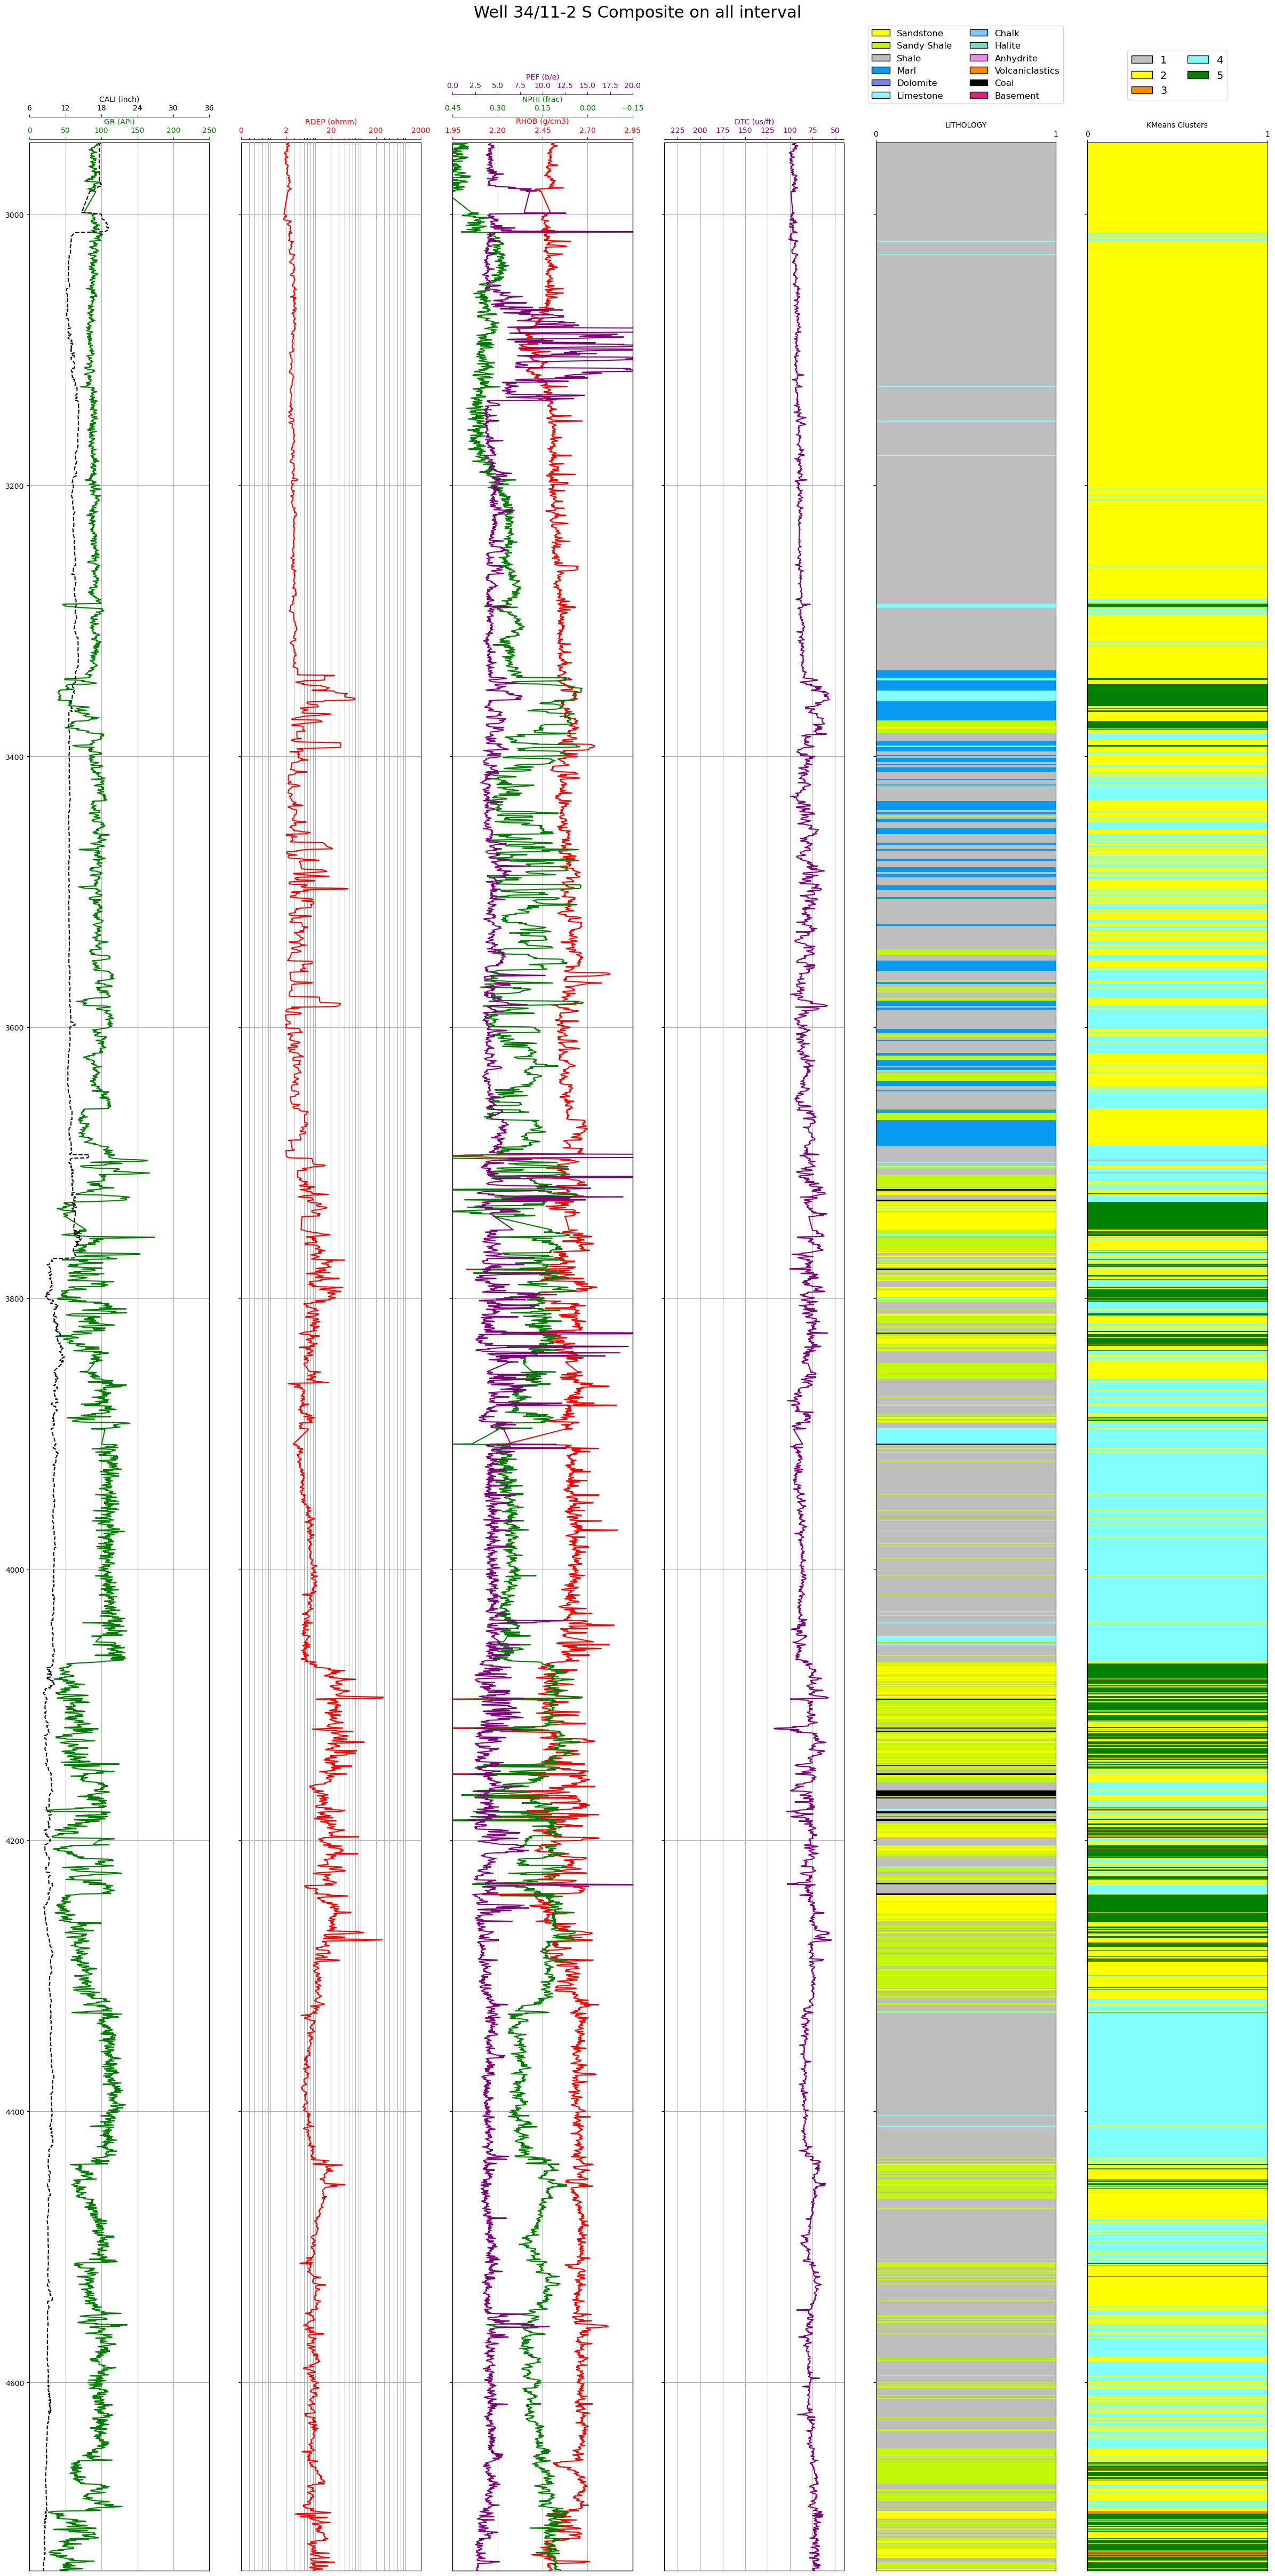 Well 34/11-2 S Composite on all interval
Sandstone Chalk
Sandy Shale Halite
Shale Anhydrite
Marl Volcaniclastics
Dolomite Coal
Limestone Basement
1 4
2 5
3
PEF (b/e)
0.0 2.5 5.0 7.5 10.0 12.5 15.0 17.5 20.0
CALI (inch) NPHI (frac)
6 12 18 24 30 36 0.45 0.30 0.15 0.00 −0.15
GR (API) RDEP (ohmm) RHOB (g/cm3) DTC (us/ft) LITHOLOGY KMeans Clusters
0 50 100 150 200 250 0 2 20 200 2000 1.95 2.20 2.45 2.70 2.95 225 200 175 150 125 100 75 50 0 1 0 1
3000
3200
3400
3600
3800
4000
4200
4400
4600